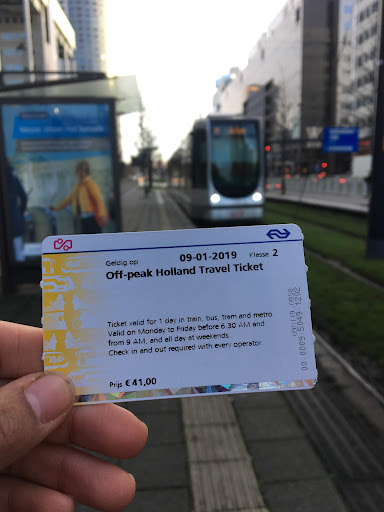 Geldig op 09-01-2019 Klasse 2
Off-peak Holland Travel Ticket
Ticket valid for 1 day in train, bus, tram and metro
Valid on Monday to Friday before 6.30 AM and
from 9 AM, and all day at weekends.
Check in and out required with every operator
Prijs € 41,00